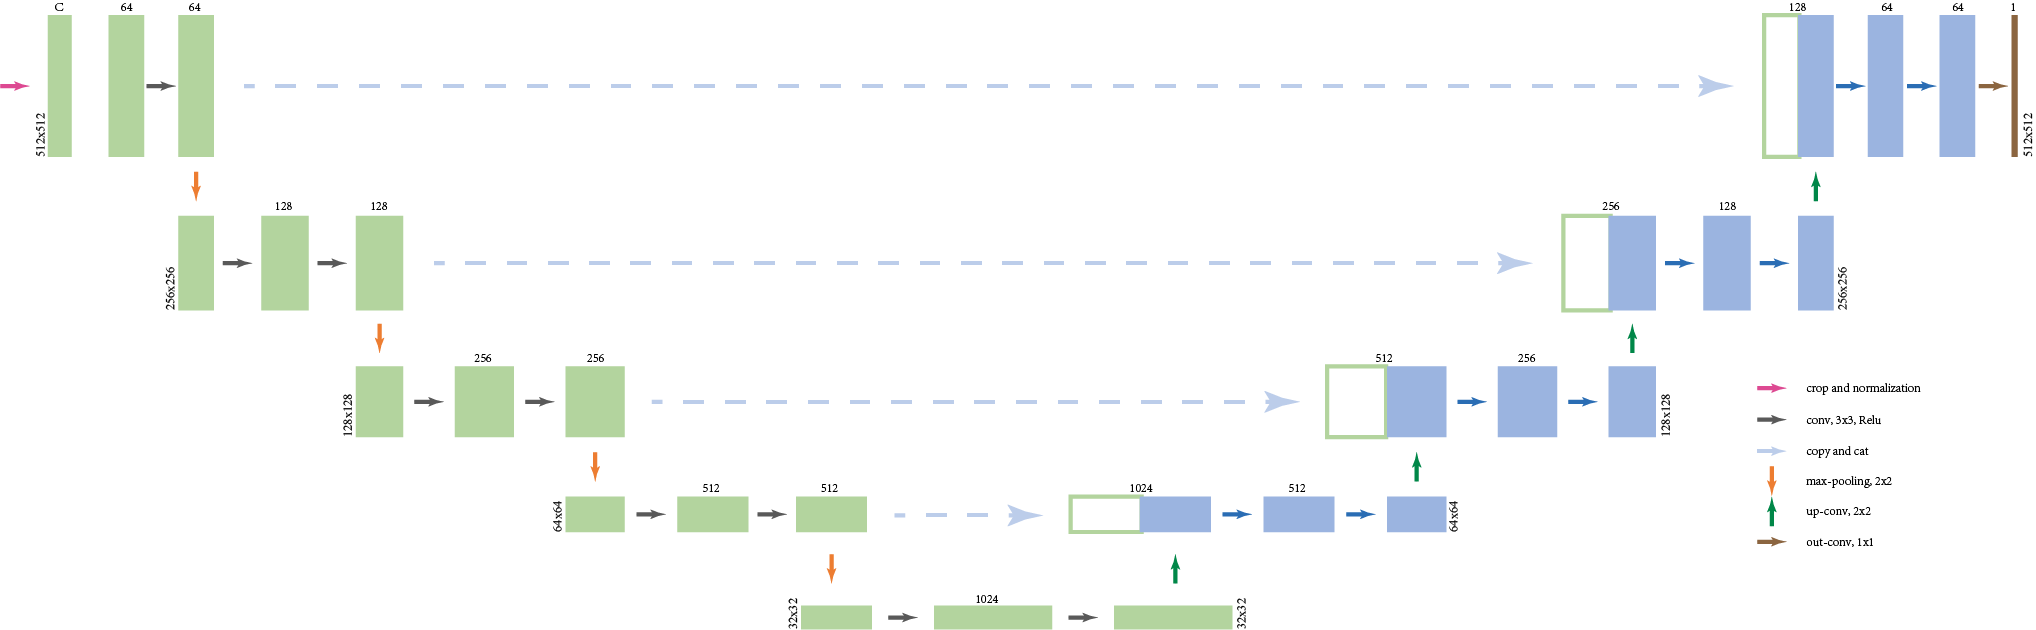 C
64
64
128
64
64
1
512x512
512x512
128
128
256
128
256x256
256x256
256
256
512
256
128x128
128x128
crop and normalization
conv, 3x3, Relu
copy and cat
max-pooling, 2x2
up-conv, 2x2
out-conv, 1x1
512
512
1024
512
64x64
64x64
1024
32x32
32x32